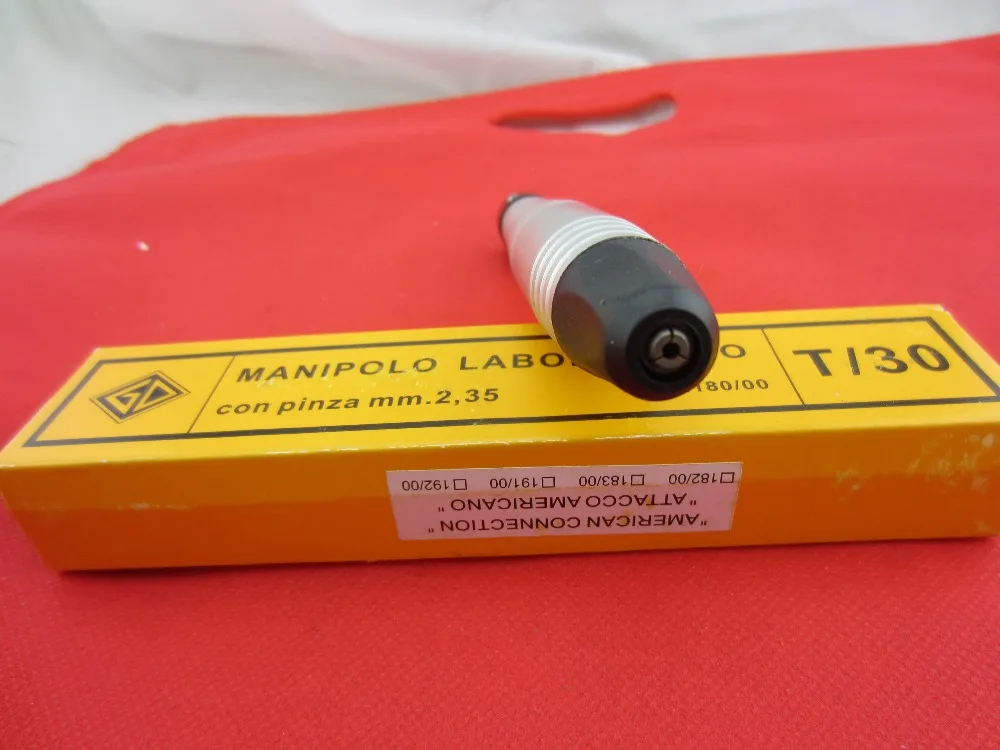 MANIPOLO LABO O
con pinza mm.2,35
180/00
T/30
"AMERICAN CONNECTION"
"ATTACCO AMERICANO"
☐182/00 ☐183/00 ☐191/00 ☐192/00